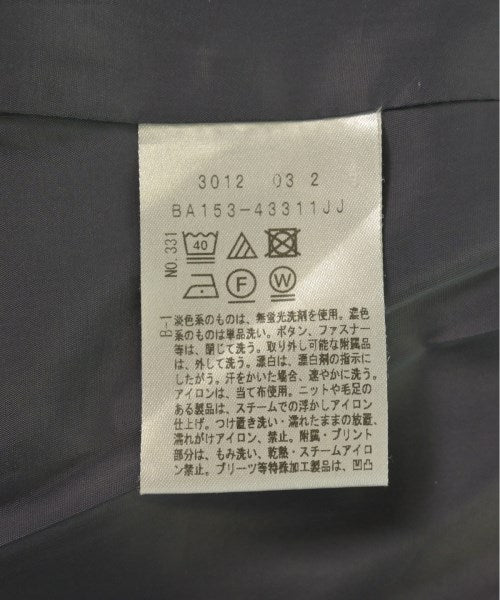 3012 03 2
BA153-43311JJ
NO.331
40
F W
B-1
淡色系のものは、無蛍光洗剤を使用。濃色
系のものは単品洗い。ボタン、ファスナー
等は、閉じて洗う。取り外し可能な附属品
は、外して洗う。漂白は、漂白剤の指示に
したがう。汗をかいた場合、速やかに洗う。
アイロンは、当て布使用。ニットや毛足の
ある製品は、スチームでの浮かしアイロン
仕上げ。つけ置き洗い・濡れたままの放置、
濡れがけアイロン、禁止。附属・プリント
部分は、もみ洗い、乾熱・スチームアイロ
ン禁止。プリーツ等特殊加工製品は、凹凸